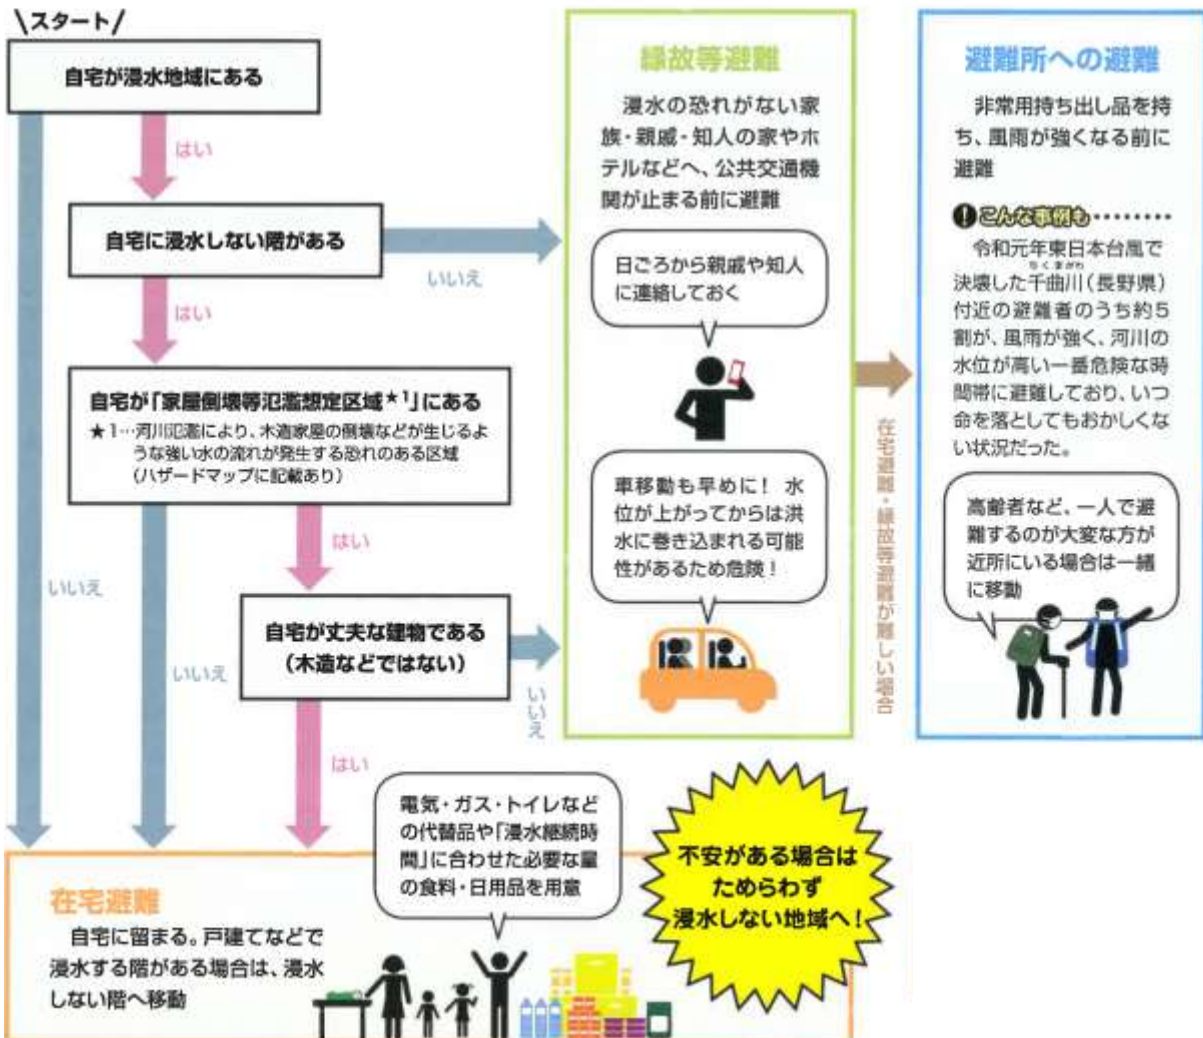 スタート
自宅が浸水地域にある
はい
自宅に浸水しない階がある
いいえ
はい
自宅が「家屋倒壊等氾濫想定区域★1」にある
★1…河川氾濫により、木造家屋の倒壊などが生じるよ
うな強い水の流れが発生する恐れのある区域
(ハザードマップに記載あり)
はい
いいえ
いいえ
自宅が丈夫な建物である
(木造などではない)
いいえ
はい
縁故等避難
浸水の恐れがない家
族・親戚・知人の家やホ
テルなどへ、公共交通機
関が止まる前に避難
日ごろから親戚や知人
に連絡しておく
車移動も早めに! 水
位が上がってからは洪
水に巻き込まれる可能
性があるため危険!
在宅避難・縁故等避難が難しい場合
避難所への避難
非常用持ち出し品を持
ち、風雨が強くなる前に
避難
!こんな事例も………
令和元年東日本台風で
ちくまがわ
決壊した千曲川(長野県)
付近の避難者のうち約5
割が、風雨が強く、河川の
水位が高い一番危険な時
間帯に避難しており、いつ
命を落としてもおかしくな
い状況だった。
高齢者など、一人で避
難するのが大変な方が
近所にいる場合は一緒
に移動
在宅避難
自宅に留まる。戸建てなどで
浸水する階がある場合は、浸水
しない階へ移動
電気・ガス・トイレなど
の代替品や「浸水継続時
間」に合わせた必要な量
の食料・日用品を用意
不安がある場合は
ためらわず
浸水しない地域へ!